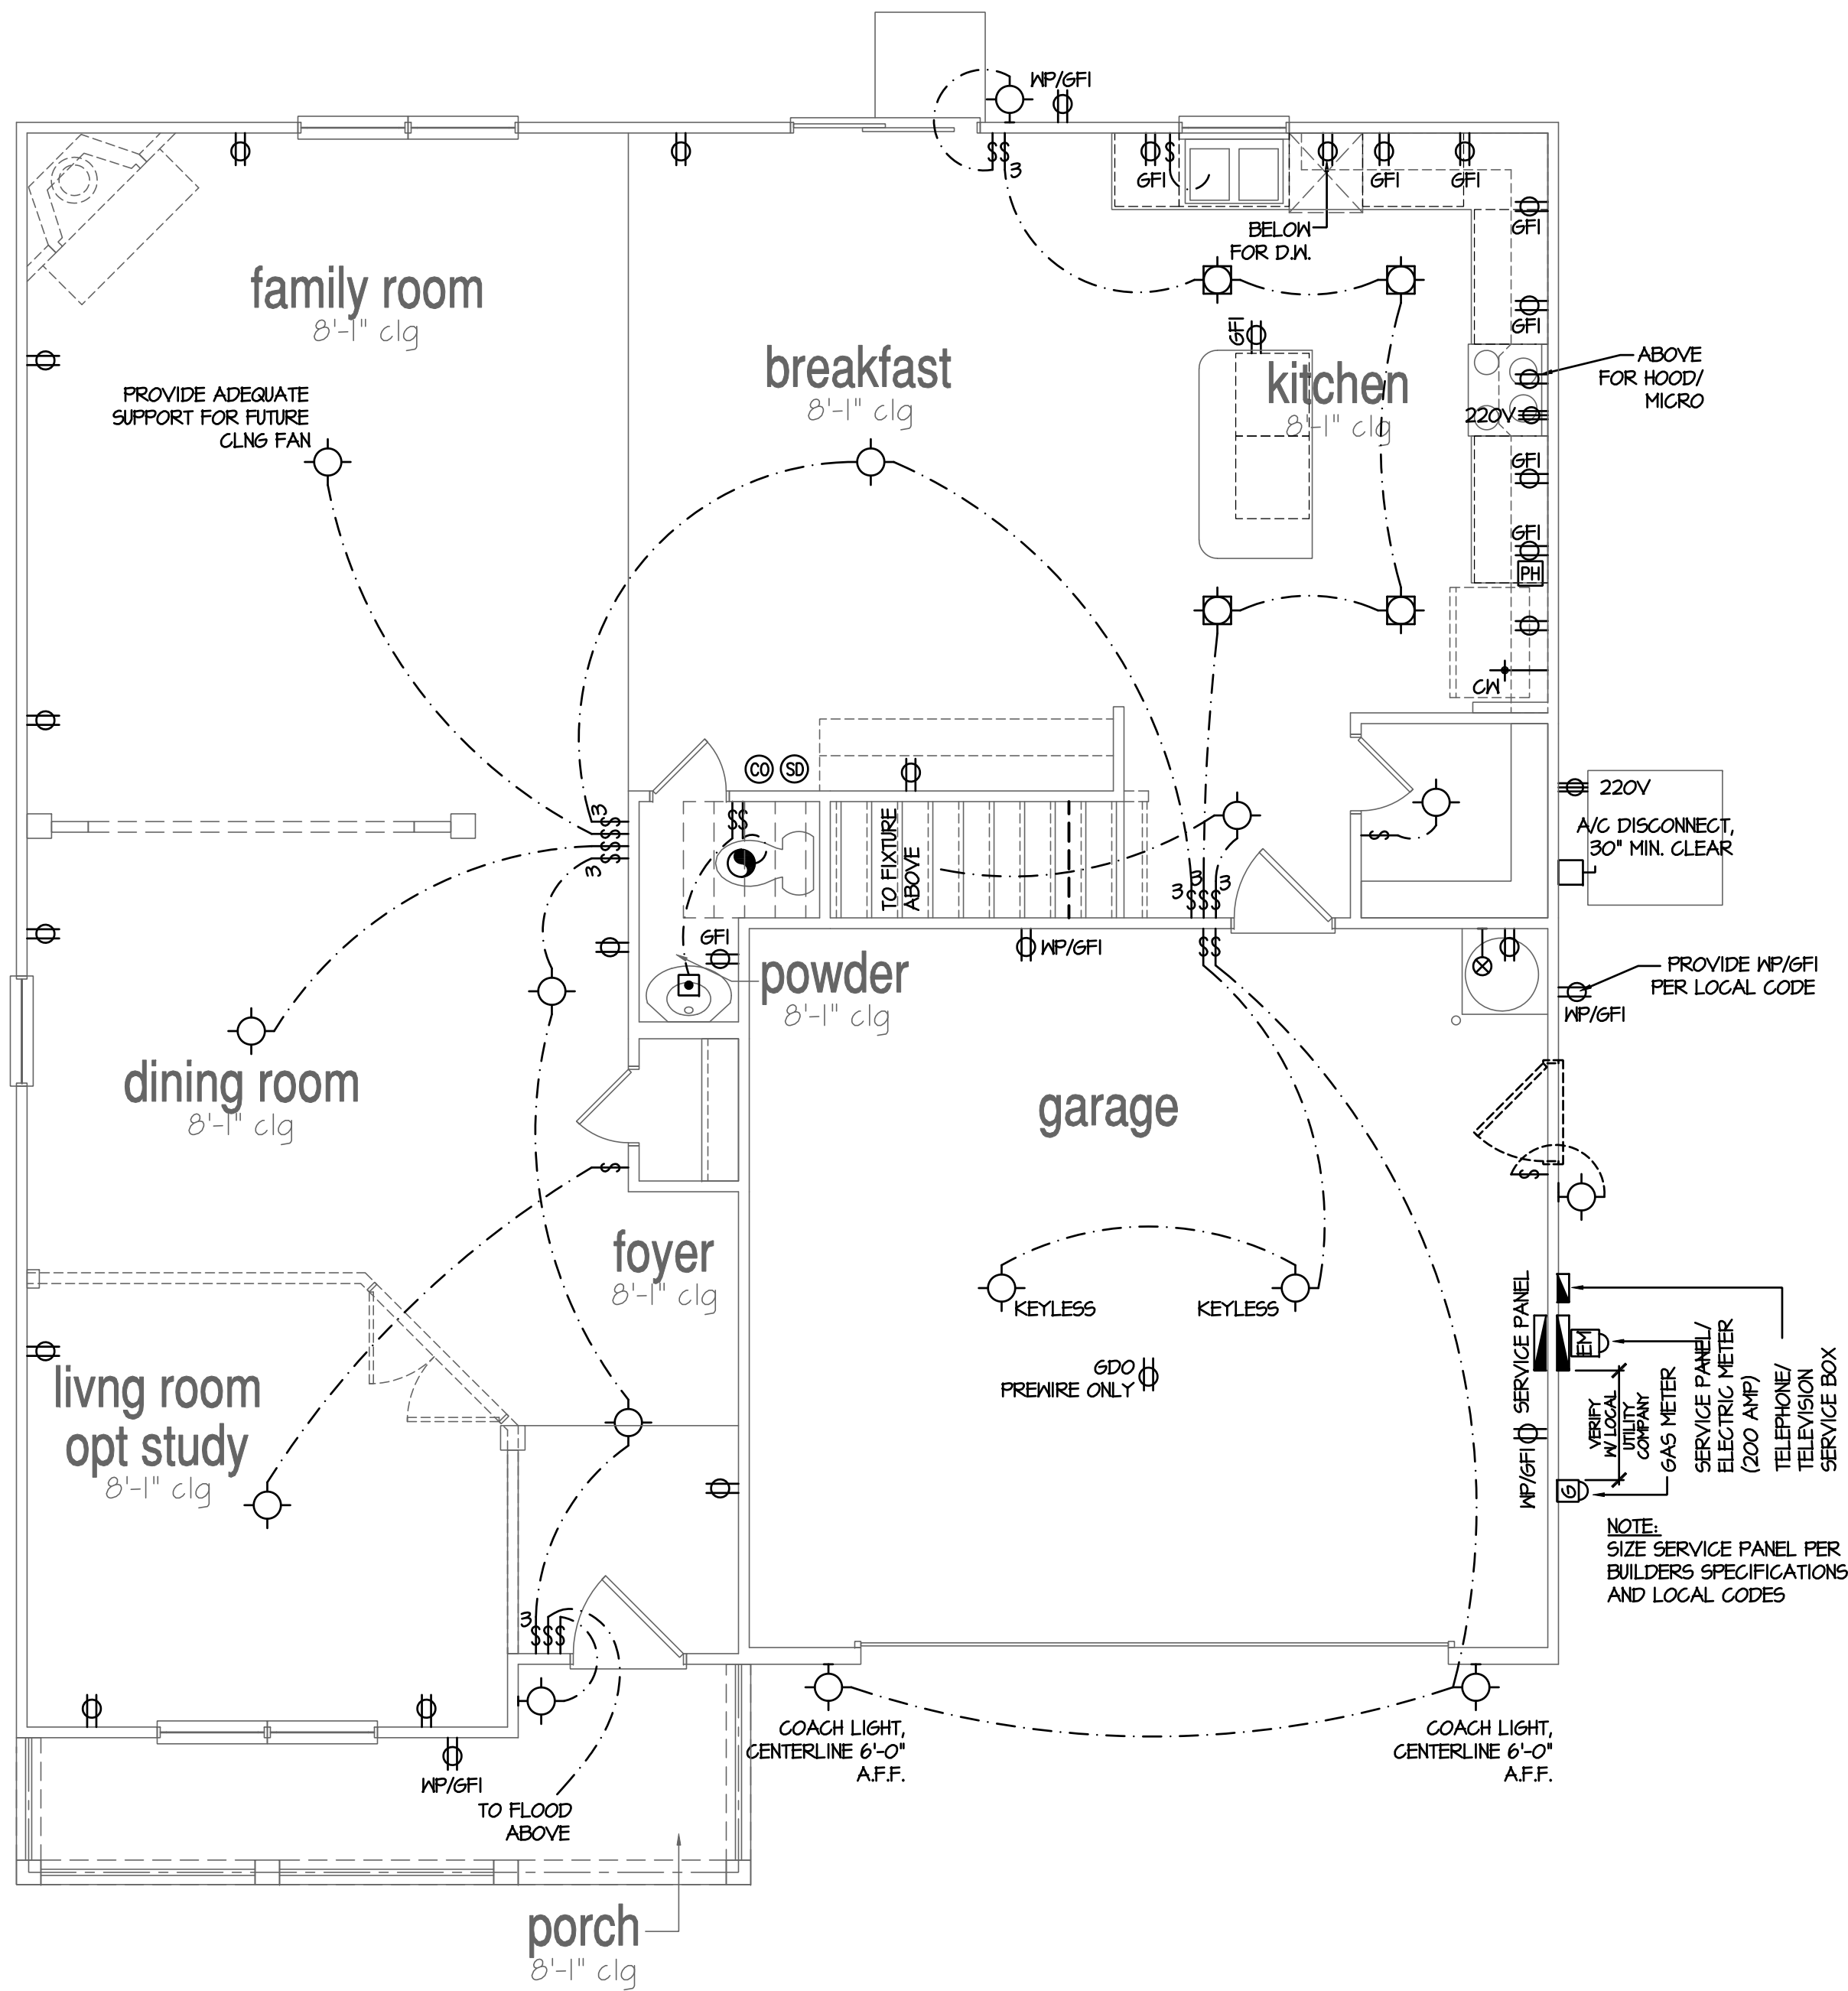 WP/GFI
S S
3
GFI
S
GFI
GFI
GFI
BELOW
FOR D.W.
family room
8'-1" clg
GFI
GFI
breakfast
8'-1" clg
kitchen
8'-1" clg
ABOVE
FOR HOOD/
MICRO
220V
PROVIDE ADEQUATE
SUPPORT FOR FUTURE
CLNG FAN
GFI
GFI
PH
CW
CO
SD
220V
A/C DISCONNECT,
30" MIN. CLEAR
3
S
S
S
S
3
S S
TO FIXTURE
ABOVE
S
3 3 3
S S S
GFI
WP/GFI
S S
powder
8'-1" clg
PROVIDE WP/GFI
PER LOCAL CODE
WP/GFI
dining room
8'-1" clg
garage
S
S
foyer
8'-1" clg
KEYLESS
KEYLESS
SERVICE PANEL
EM
GDO
PREWIRE ONLY
livng room
opt study
8'-1" clg
VERIFY
W/ LOCAL
UTILITY
COMPANY
GAS METER
SERVICE PANEL/
ELECTRIC METER
(200 AMP)
TELEPHONE/
TELEVISION
SERVICE BOX
WP/GFI
G
NOTE:
SIZE SERVICE PANEL PER
BUILDERS SPECIFICATIONS
AND LOCAL CODES
3
S S S
COACH LIGHT,
CENTERLINE 6'-0"
A.F.F.
COACH LIGHT,
CENTERLINE 6'-0"
A.F.F.
WP/GFI
TO FLOOD
ABOVE
porch
8'-1" clg